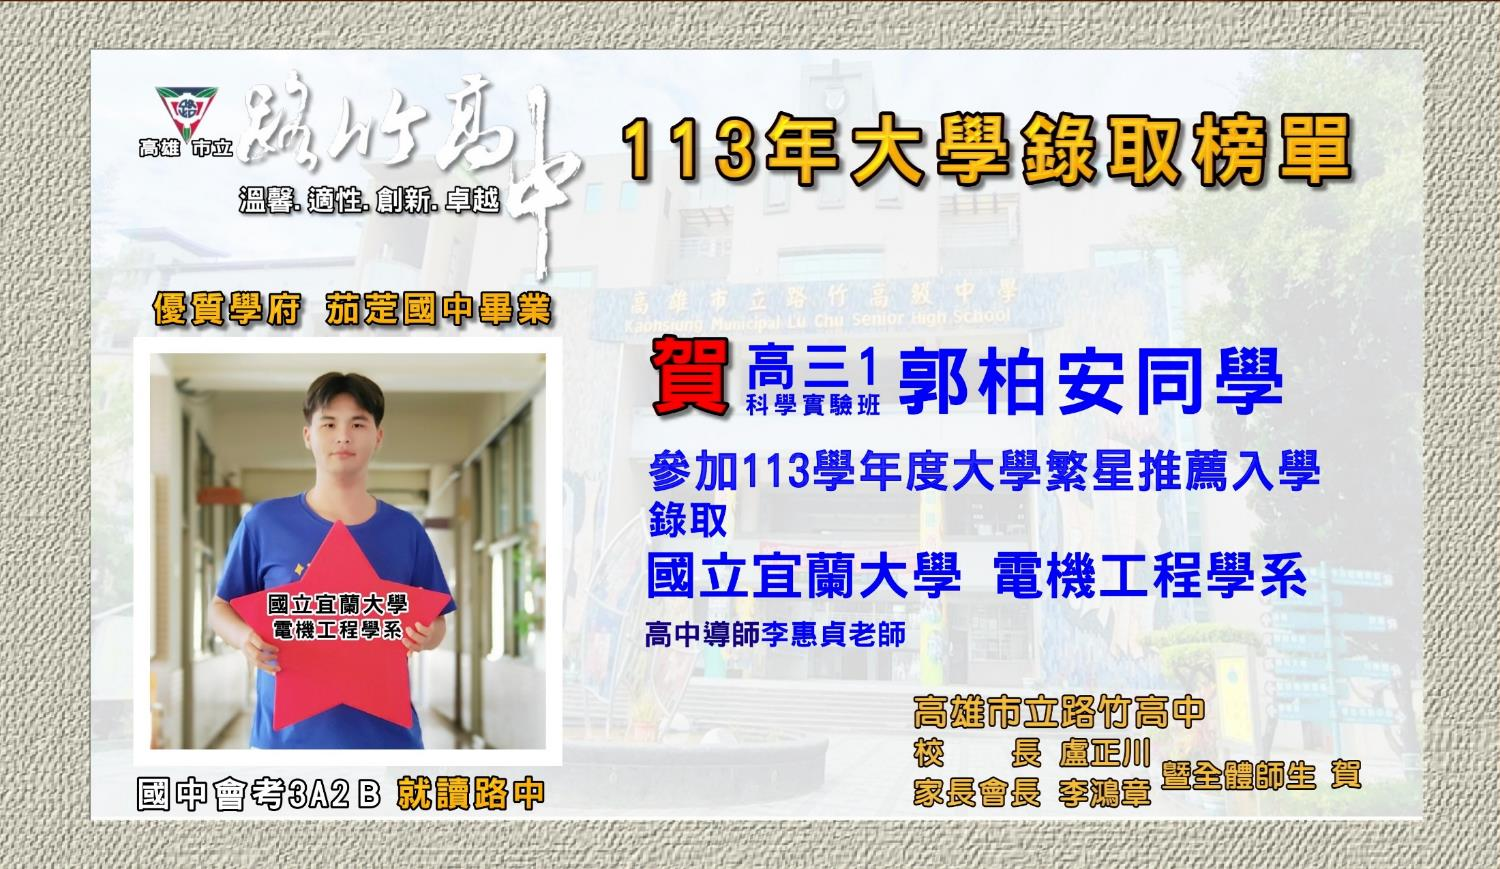 高雄 市立
路竹高中
溫馨.適性.創新.卓越
113年大學錄取榜單
優質學府 茄萣國中畢業
高雄市立路竹高級中學
Kaohsiung Municipal Lu Chu Senior High School
賀 高三1 郭柏安同學
科學實驗班
參加113學年度大學繁星推薦入學
錄取
國立宜蘭大學 電機工程學系
高中導師李惠貞老師
國立宜蘭大學
電機工程學系
國中會考3A2B 就讀路中
高雄市立路竹高中
校 長 盧正川
家長會長 李鴻章
暨全體師生 賀